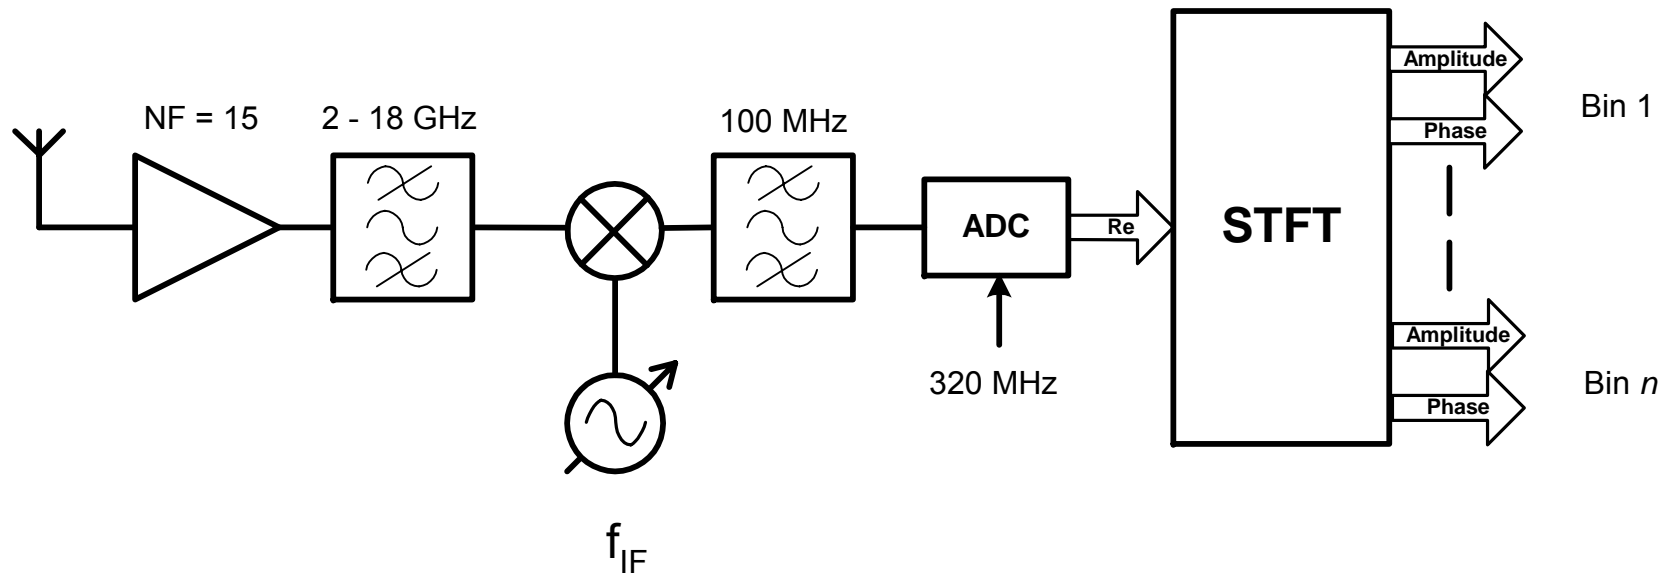 Amplitude
NF = 15
2 - 18 GHz
100 MHz
Bin 1
Phase
ADC
Re
STFT
320 MHz
Amplitude
Bin n
Phase
f_IF